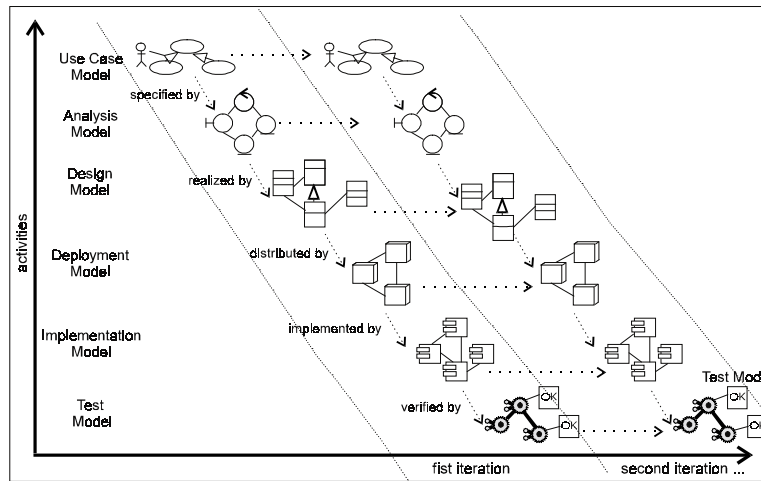 Use Case
Model
specified by
Analysis
Model
Design
Model
realized by
Deployment
Model
distributed by
implemented by
Implementation
Model
Test Mod
Test
Model
verified by
OK
OK
OK
OK
activities
fist iteration
second iteration ...